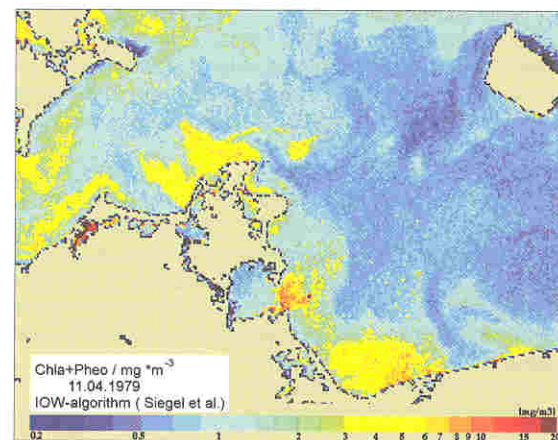 Chla+Pheo / mg *m-3
11.04.1979
IOW-algorithm ( Siegel et al.)
[mg/m3]
0.2 0.5 1 2 3 4 5 6 7 8 9 10 15